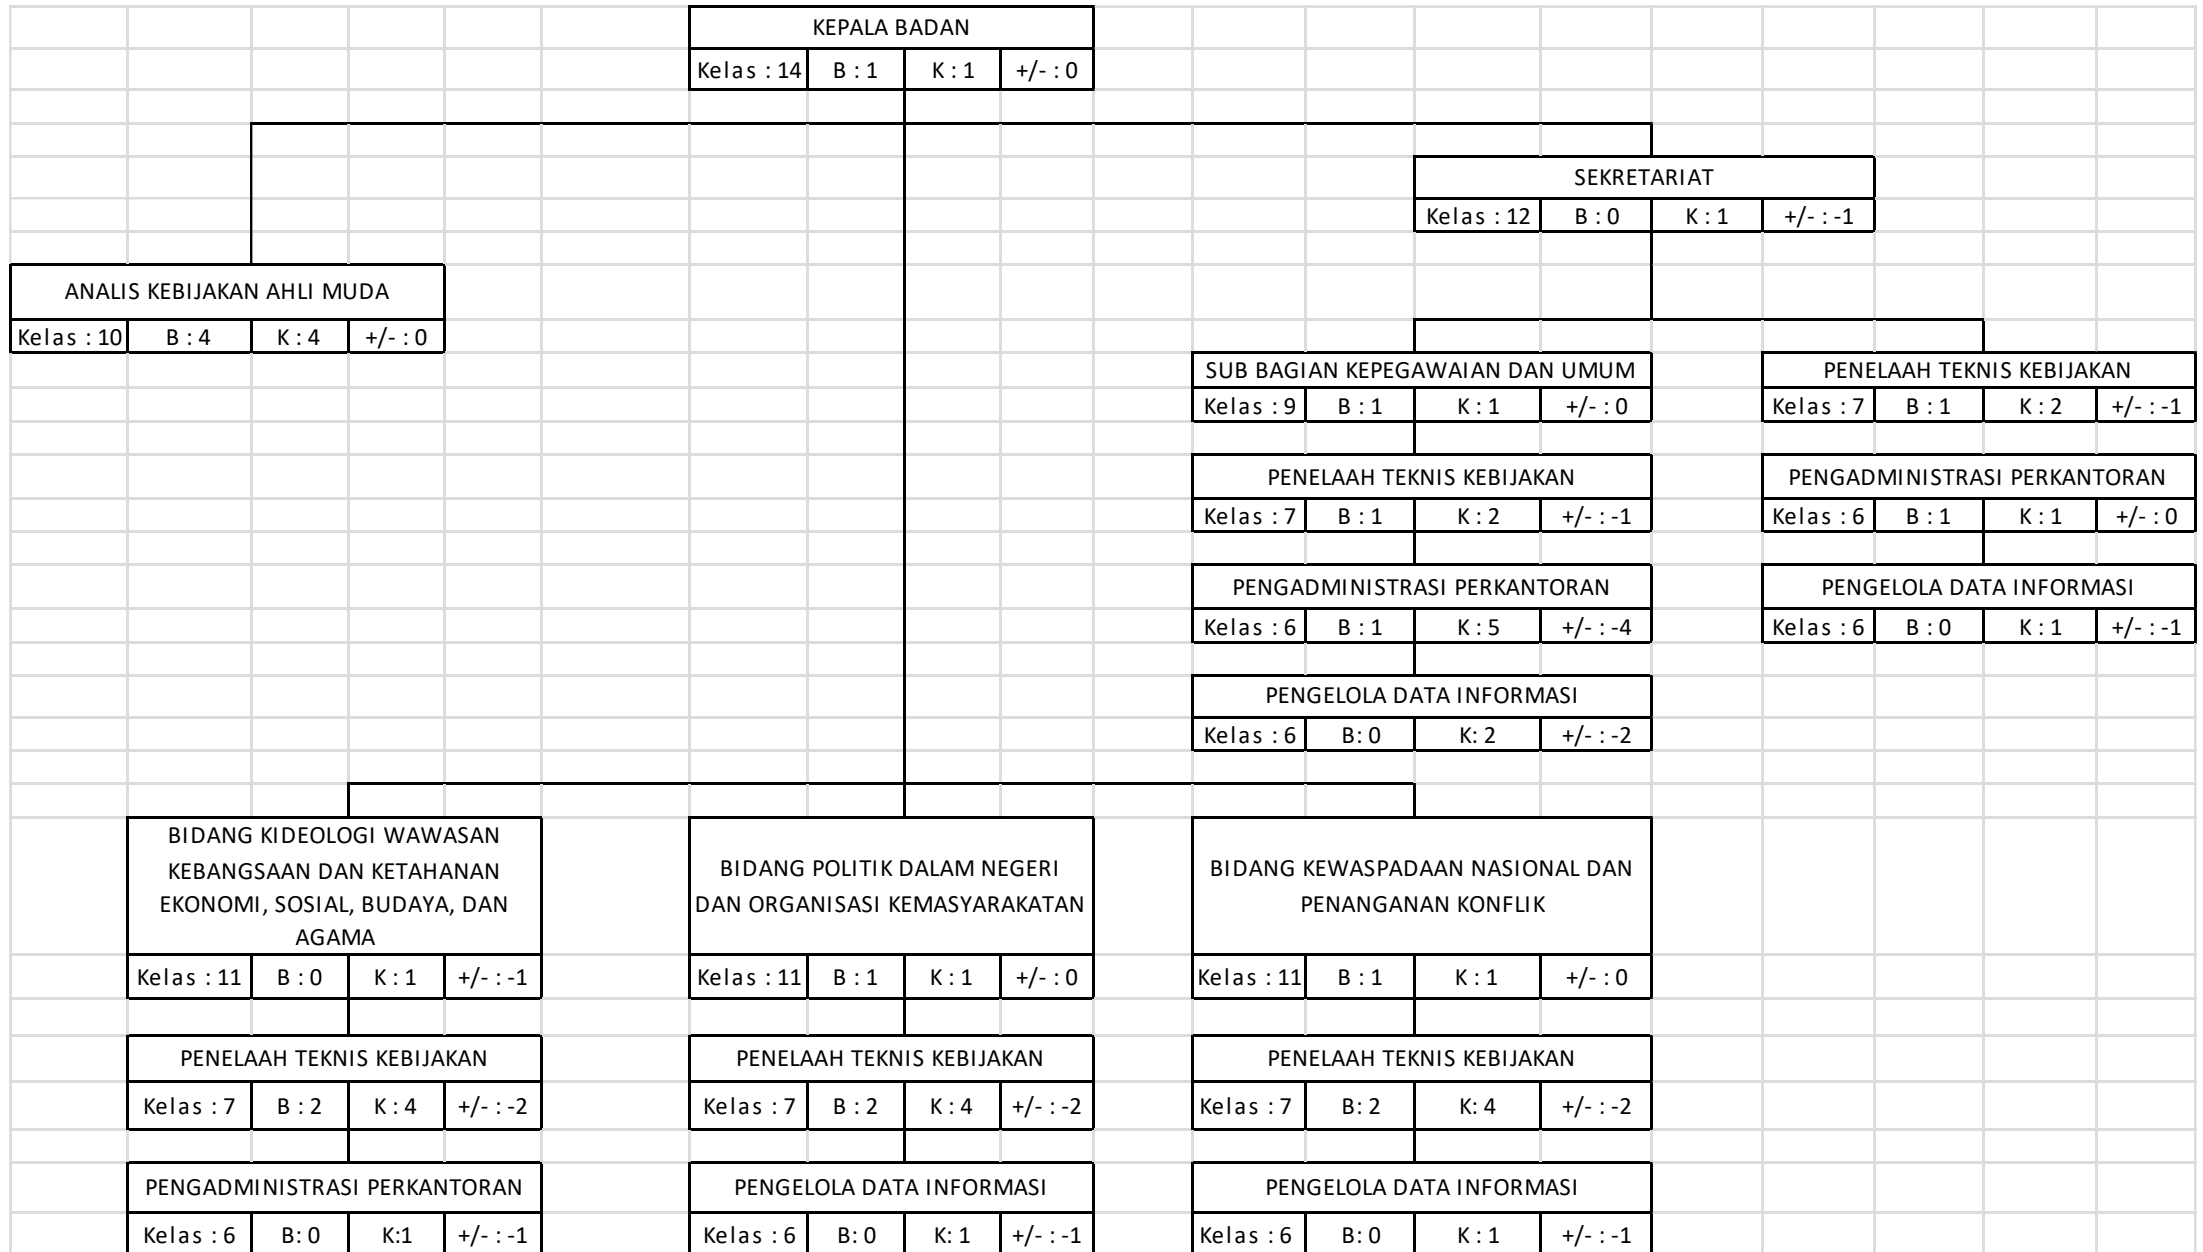 KEPALA BADAN
Kelas : 14 B : 1 K : 1 +/- : 0
SEKRETARIAT
Kelas : 12 B : 0 K : 1 +/- : -1
ANALIS KEBIJAKAN AHLI MUDA
Kelas : 10 B : 4 K : 4 +/- : 0
SUB BAGIAN KEPEGAWAIAN DAN UMUM
Kelas : 9 B : 1 K : 1 +/- : 0
PENELAAH TEKNIS KEBIJAKAN
Kelas : 7 B : 1 K : 2 +/- : -1
PENGADMINISTRASI PERKANTORAN
Kelas : 6 B : 1 K : 5 +/- : -4
PENGELOLA DATA INFORMASI
Kelas : 6 B: 0 K: 2 +/- : -2
PENELAAH TEKNIS KEBIJAKAN
Kelas : 7 B : 1 K : 2 +/- : -1
PENGADMINISTRASI PERKANTORAN
Kelas : 6 B : 1 K : 1 +/- : 0
PENGELOLA DATA INFORMASI
Kelas : 6 B : 0 K : 1 +/- : -1
BIDANG KIDEOLOGI WAWASAN
KEBANGSAAN DAN KETAHANAN
EKONOMI, SOSIAL, BUDAYA, DAN
AGAMA
Kelas : 11 B : 0 K : 1 +/- : -1
PENELAAH TEKNIS KEBIJAKAN
Kelas : 7 B : 2 K : 4 +/- : -2
PENGADMINISTRASI PERKANTORAN
Kelas : 6 B: 0 K:1 +/- : -1
BIDANG POLITIK DALAM NEGERI
DAN ORGANISASI KEMASYARAKATAN
Kelas : 11 B : 1 K : 1 +/- : 0
PENELAAH TEKNIS KEBIJAKAN
Kelas : 7 B : 2 K : 4 +/- : -2
PENGELOLA DATA INFORMASI
Kelas : 6 B: 0 K: 1 +/- : -1
BIDANG KEWASPADAAN NASIONAL DAN
PENANGANAN KONFLIK
Kelas : 11 B : 1 K : 1 +/- : 0
PENELAAH TEKNIS KEBIJAKAN
Kelas : 7 B: 2 K: 4 +/- : -2
PENGELOLA DATA INFORMASI
Kelas : 6 B: 0 K : 1 +/- : -1